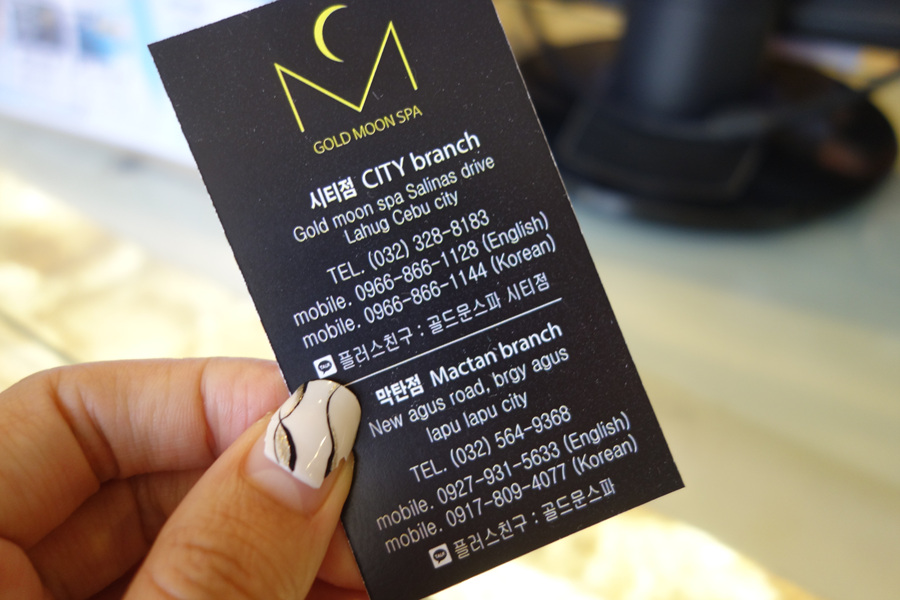 GOLD MOON SPA
시티점 CITY branch
Gold moon spa Salinas drive
Lahug Cebu city
TEL. (032) 328-8183
mobile. 0966-866-1128 (English)
mobile. 0966-866-1144 (Korean)
TALK 플러스친구 : 골드문스파 시티점
막탄점 Mactan branch
New agus road, brgy agus
lapu lapu city
TEL. (032) 564-9368
mobile. 0927-931-5633 (English)
mobile. 0917-809-4077 (Korean)
TALK 플러스친구 : 골드문스파